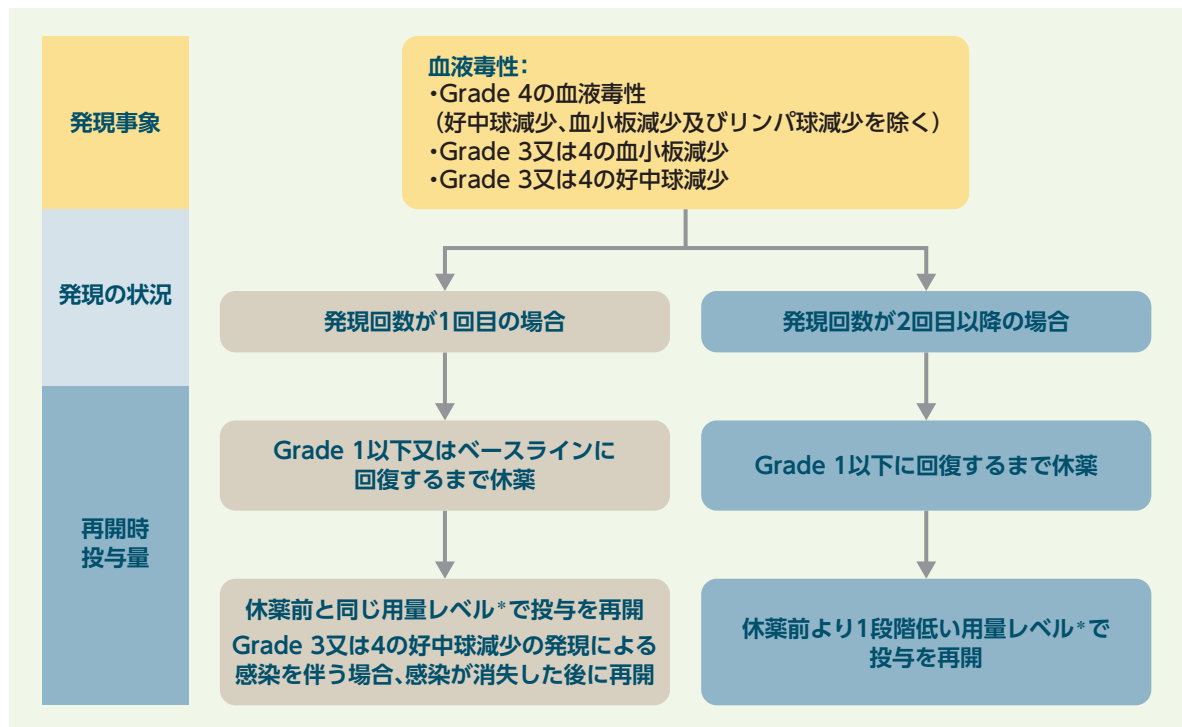 発現事象
血液毒性：
・Grade 4の血液毒性
（好中球減少、血小板減少及びリンパ球減少を除く）
・Grade 3又は4の血小板減少
・Grade 3又は4の好中球減少
発現の状況
発現回数が1回目の場合
発現回数が2回目以降の場合
再開時
投与量
Grade 1以下又はベースラインに
回復するまで休薬
Grade 1以下に回復するまで休薬
休薬前と同じ用量レベル*で投与を再開
Grade 3又は4の好中球減少の発現による
感染を伴う場合、感染が消失した後に再開
休薬前より1段階低い用量レベル*で
投与を再開